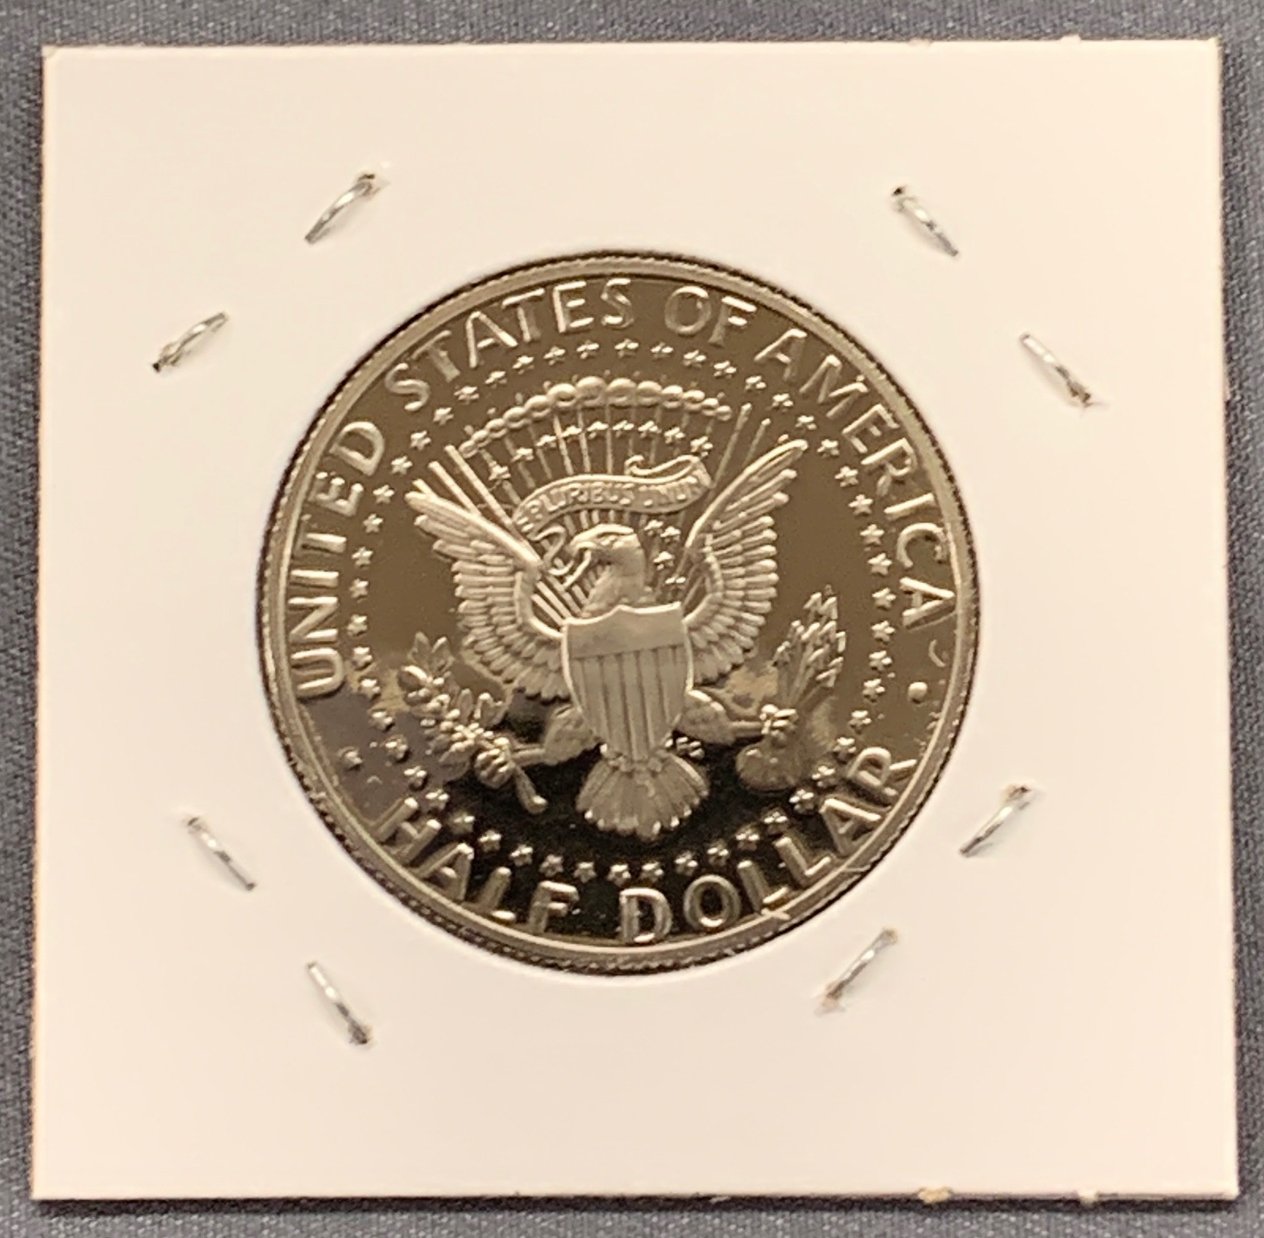 UNITED STATES OF AMERICA
E PLURIBUS UNUM
HALF DOLLAR